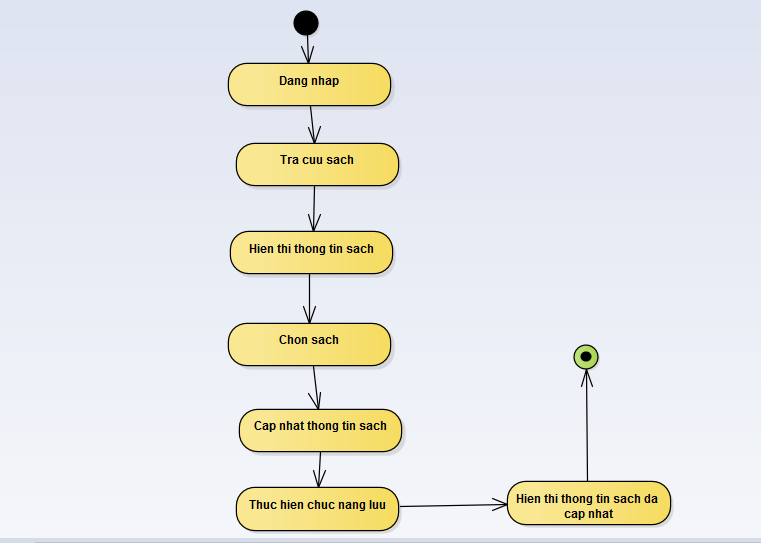 Dang nhap
Tra cuu sach
Hien thi thong tin sach
Chon sach
Cap nhat thong tin sach
Thuc hien chuc nang luu
Hien thi thong tin sach da
cap nhat